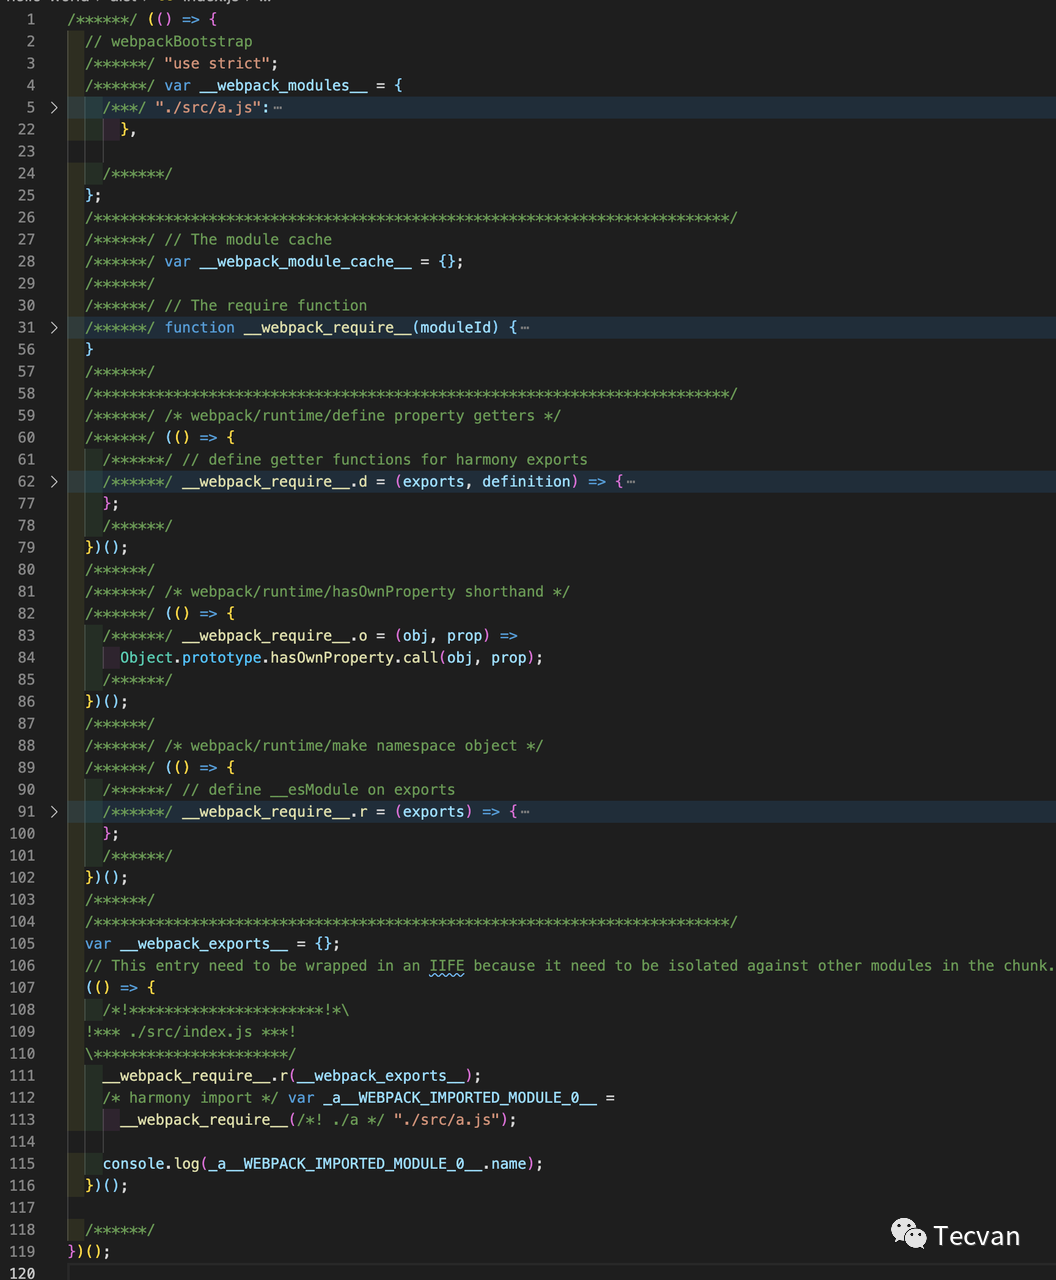 1 /******/ (() => {
2 // webpackBootstrap
3 /******/ "use strict";
4 /******/ var __webpack_modules__ = {
5 /***/ "./src/a.js": ⋯
22 },
23
24 /******/
25 };
26 /************************************************************************/
27 /******/ // The module cache
28 /******/ var __webpack_module_cache__ = {};
29 /******/
30 /******/ // The require function
31 /******/ function __webpack_require__(moduleId) { ⋯
56 }
57 /******/
58 /************************************************************************/
59 /******/ /* webpack/runtime/define property getters */
60 /******/ (() => {
61 /******/ // define getter functions for harmony exports
62 /******/ __webpack_require__.d = (exports, definition) => { ⋯
77 };
78 /******/
79 })();
80 /******/
81 /******/ /* webpack/runtime/hasOwnProperty shorthand */
82 /******/ (() => {
83 /******/ __webpack_require__.o = (obj, prop) =>
84 Object.prototype.hasOwnProperty.call(obj, prop);
85 /******/
86 })();
87 /******/
88 /******/ /* webpack/runtime/make namespace object */
89 /******/ (() => {
90 /******/ // define __esModule on exports
91 /******/ __webpack_require__.r = (exports) => { ⋯
100 };
101 /******/
102 })();
103 /******/
104 /************************************************************************/
105 var __webpack_exports__ = {};
106 // This entry need to be wrapped in an IIFE because it need to be isolated against other modules in the chunk.
107 (() => {
108 /*!**********************!*\
109 !*** ./src/index.js ***!
110 \**********************/
111 __webpack_require__.r(__webpack_exports__);
112 /* harmony import */ var _a__WEBPACK_IMPORTED_MODULE_0__ =
113 __webpack_require__(/*! ./a */ "./src/a.js");
114
115 console.log(_a__WEBPACK_IMPORTED_MODULE_0__.name);
116 })();
117
118 /******/
119 })();
120
Tecvan